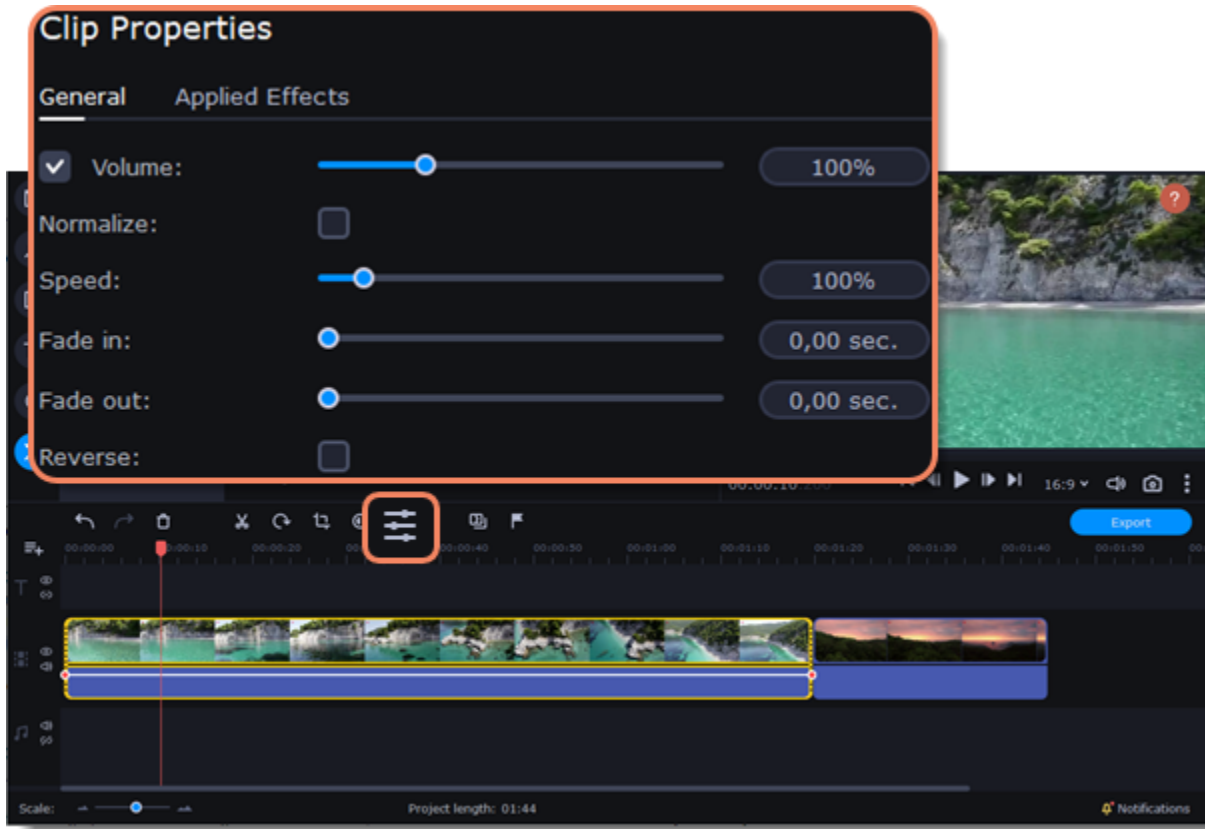 Clip Properties
General Applied Effects
Volume: 100%
Normalize:
Speed: 100%
Fade in: 0,00 sec.
Fade out: 0,00 sec.
Reverse:
?
16:9
Export
00:00:00 0:00:10 00:00:20 00:00:40 00:00:50 00:01:00 00:01:10 00:01:20 00:01:30 00:01:40 00:01:50
T
Scale: Project length: 01:44 Notifications